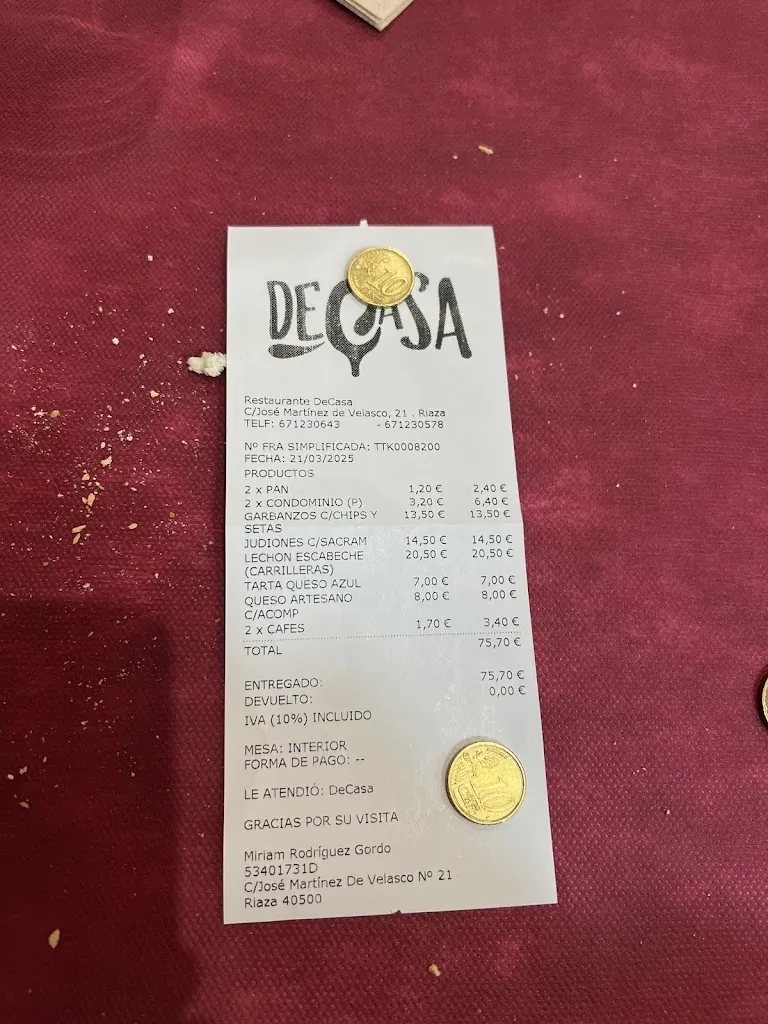 DECASA
Restaurante DeCasa
C/José Martínez de Velasco, 21 . Riaza
TELF: 671230643 - 671230578
Nº FRA SIMPLIFICADA: TTK0008200
FECHA: 21/03/2025
PRODUCTOS
2 x PAN 1,20 € 2,40 €
2 x CONDOMINIO (P) 3,20 € 6,40 €
GARBANZOS C/CHIPS Y 13,50 € 13,50 €
SETAS
JUDIONES C/SACRAM 14,50 € 14,50 €
LECHON ESCABECHE 20,50 € 20,50 €
(CARRILLERAS)
TARTA QUESO AZUL 7,00 € 7,00 €
QUESO ARTESANO 8,00 € 8,00 €
C/ACOMP
2 x CAFES 1,70 € 3,40 €
TOTAL 75,70 €
ENTREGADO: 75,70 €
DEVUELTO: 0,00 €
IVA (10%) INCLUIDO
MESA: INTERIOR
FORMA DE PAGO: --
LE ATENDIÓ: DeCasa
GRACIAS POR SU VISITA
Miriam Rodríguez Gordo
53401731D
C/José Martínez De Velasco Nº 21
Riaza 40500
10